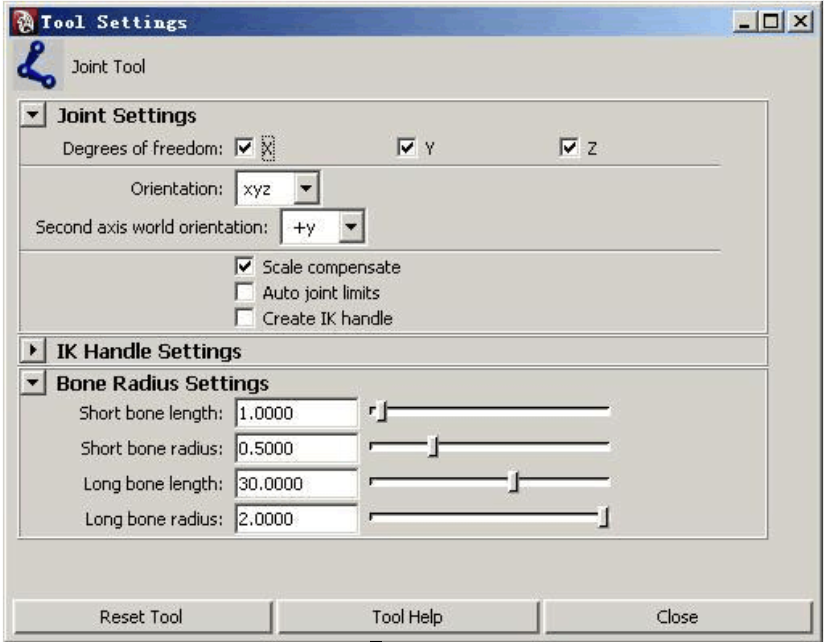 Tool Settings
Joint Tool
Joint Settings
Degrees of freedom: X Y Z
Orientation: xyz
Second axis world orientation: +y
Scale compensate
Auto joint limits
Create IK handle
IK Handle Settings
Bone Radius Settings
Short bone length: 1.0000
Short bone radius: 0.5000
Long bone length: 30.0000
Long bone radius: 2.0000
Reset Tool Tool Help Close